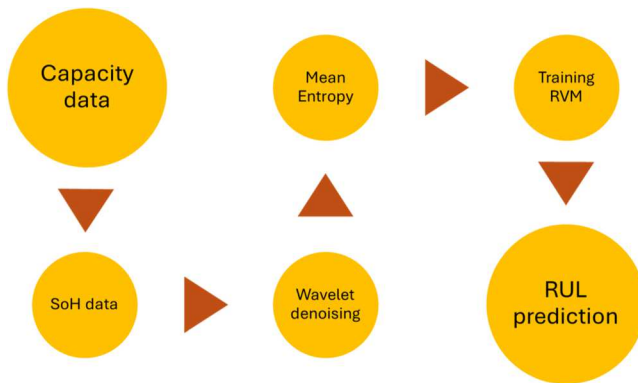 Capacity
data
SoH data
Wavelet
denoising
Mean
Entropy
Training
RVM
RUL
prediction